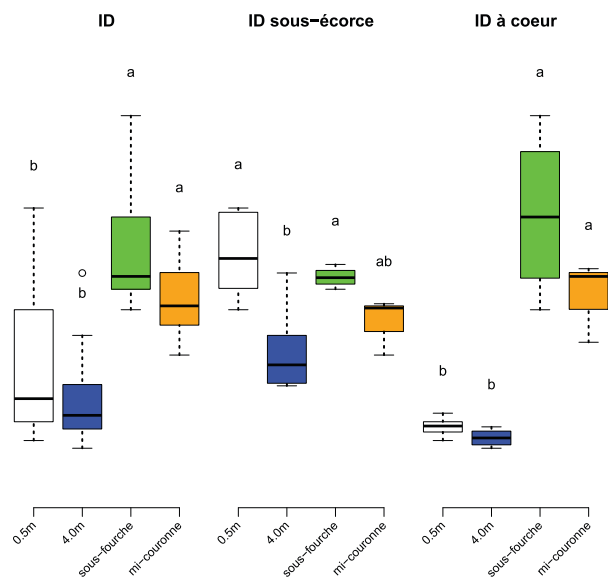 ID
ID sous−écorce
ID à coeur
b
b
a
a
a
b
a
ab
b
b
a
a
0.5m
4.0m
sous−fourche
mi−couronne
0.5m
4.0m
sous−fourche
mi−couronne
0.5m
4.0m
sous−fourche
mi−couronne